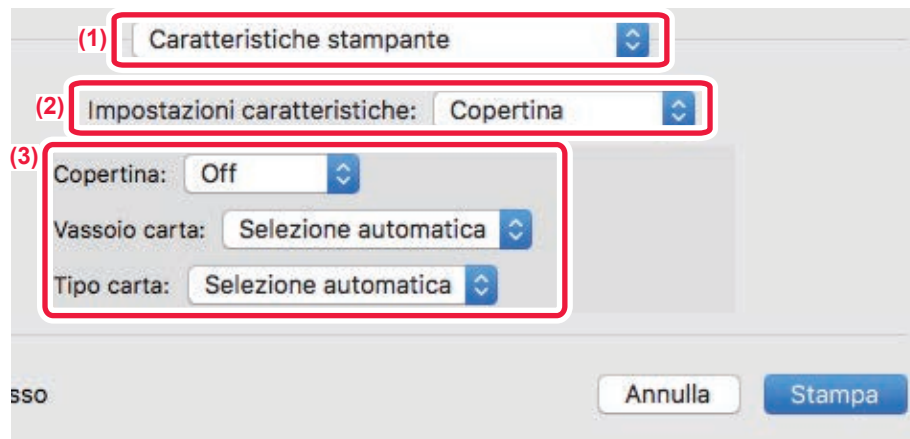 (1) Caratteristiche stampante
(2) Impostazioni caratteristiche: Copertina
(3)
Copertina: Off
Vassoio carta: Selezione automatica
Tipo carta: Selezione automatica
sso Annulla Stampa